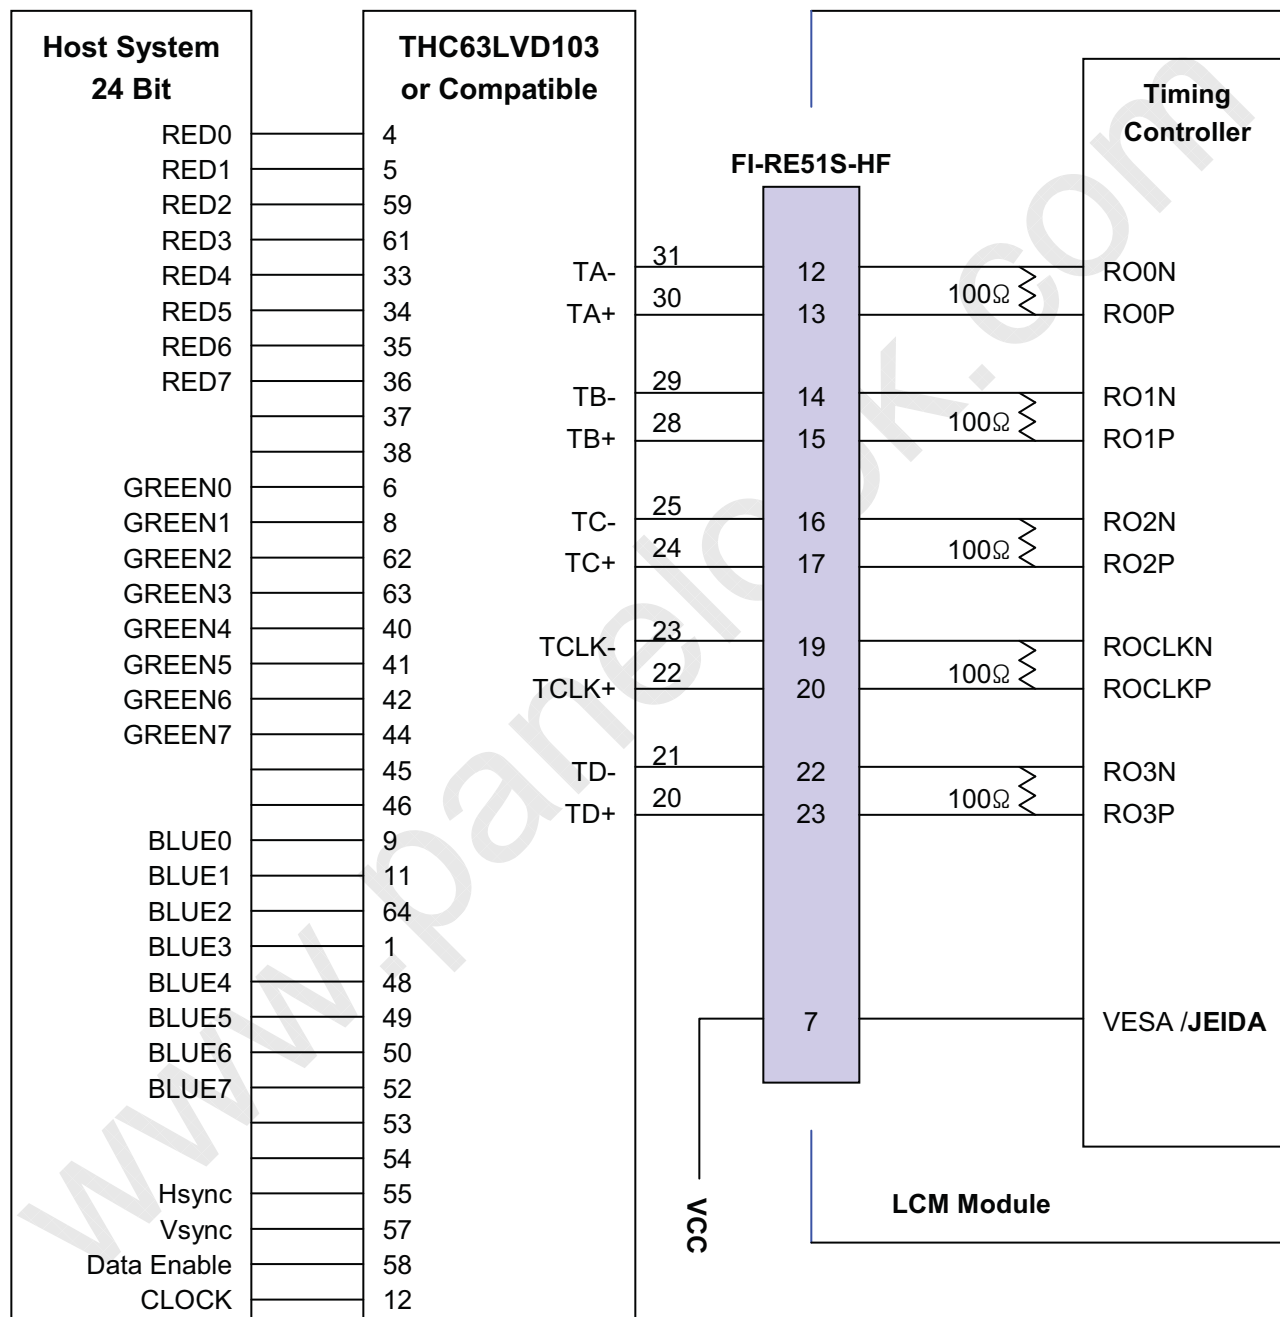 Host System
24 Bit
RED0
RED1
RED2
RED3
RED4
RED5
RED6
RED7
GREEN0
GREEN1
GREEN2
GREEN3
GREEN4
GREEN5
GREEN6
GREEN7
BLUE0
BLUE1
BLUE2
BLUE3
BLUE4
BLUE5
BLUE6
BLUE7
Hsync
Vsync
Data Enable
CLOCK
THC63LVD103
or Compatible
4
5
59
61
33
34
35
36
37
38
6
8
62
63
40
41
42
44
45
46
9
11
64
1
48
49
50
52
53
54
55
57
58
12
TA- 31
TA+ 30
TB- 29
TB+ 28
TC- 25
TC+ 24
TCLK- 23
TCLK+ 22
TD- 21
TD+ 20
FI-RE51S-HF
12
13
14
15
16
17
19
20
22
23
7
VCC
100Ω
100Ω
100Ω
100Ω
100Ω
Timing
Controller
RO0N
RO0P
RO1N
RO1P
RO2N
RO2P
ROCLKN
ROCLKP
RO3N
RO3P
VESA /JEIDA
LCM Module
www.panelook.com